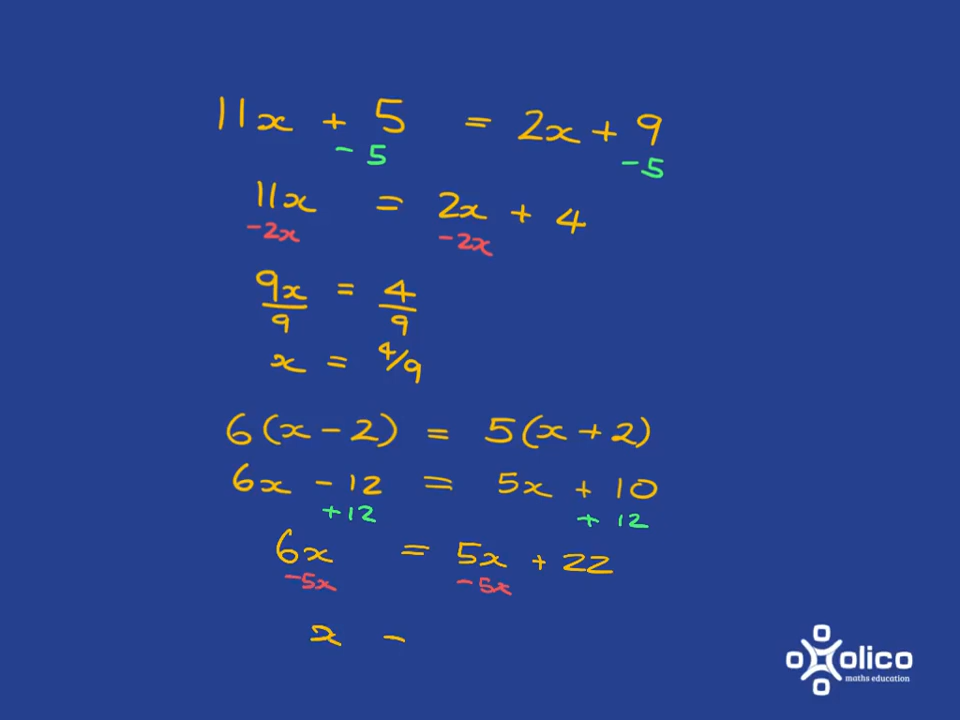 11x + 5 = 2x + 9
- 5 - 5
11x = 2x + 4
-2x -2x
9x/9 = 4/9
x = 4/9
6(x - 2) = 5(x + 2)
6x - 12 = 5x + 10
+12 + 12
6x = 5x + 22
-5x -5x
x -
olico
maths education